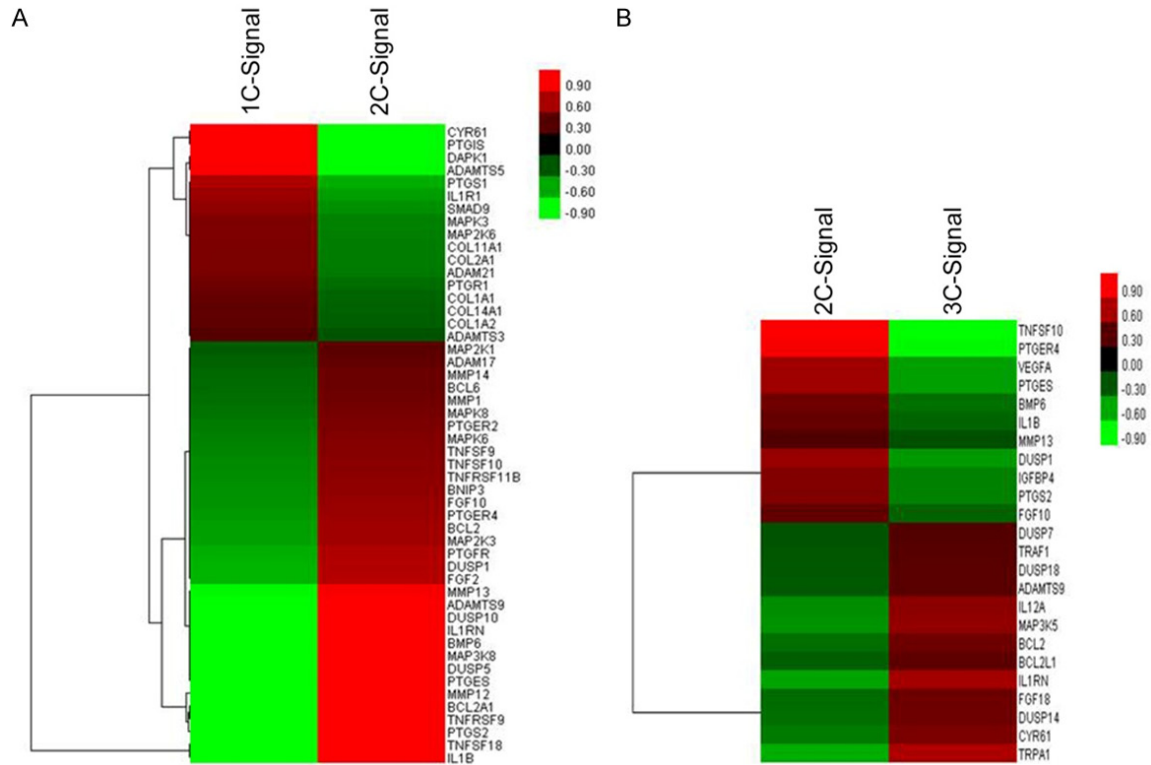 A
1C-Signal
2C-Signal
0.90
0.60
0.30
0.00
-0.30
-0.60
-0.90
CYR61
PTGIS
DAPK1
ADAMTS5
PTGS1
IL1R1
SMAD9
MAPK3
MAP2K6
COL11A1
COL2A1
ADAM21
PTGR1
COL1A1
COL14A1
COL1A2
ADAMTS3
MAP2K1
ADAM17
MMP14
BCL6
MMP1
MAPK8
PTGER2
MAPK6
TNFSF9
TNFSF10
TNFRSF11B
BNIP3
FGF10
PTGER4
BCL2
MAP2K3
PTGFR
DUSP1
FGF2
MMP13
ADAMTS9
DUSP10
IL1RN
BMP6
MAP3K8
DUSP5
PTGES
MMP12
BCL2A1
TNFRSF9
PTGS2
TNFSF18
IL1B
B
2C-Signal
3C-Signal
0.90
0.60
0.30
0.00
-0.30
-0.60
-0.90
TNFSF10
PTGER4
VEGFA
PTGES
BMP6
IL1B
MMP13
DUSP1
IGFBP4
PTGS2
FGF10
DUSP7
TRAF1
DUSP18
ADAMTS9
IL12A
MAP3K5
BCL2
BCL2L1
IL1RN
FGF18
DUSP14
CYR61
TRPA1